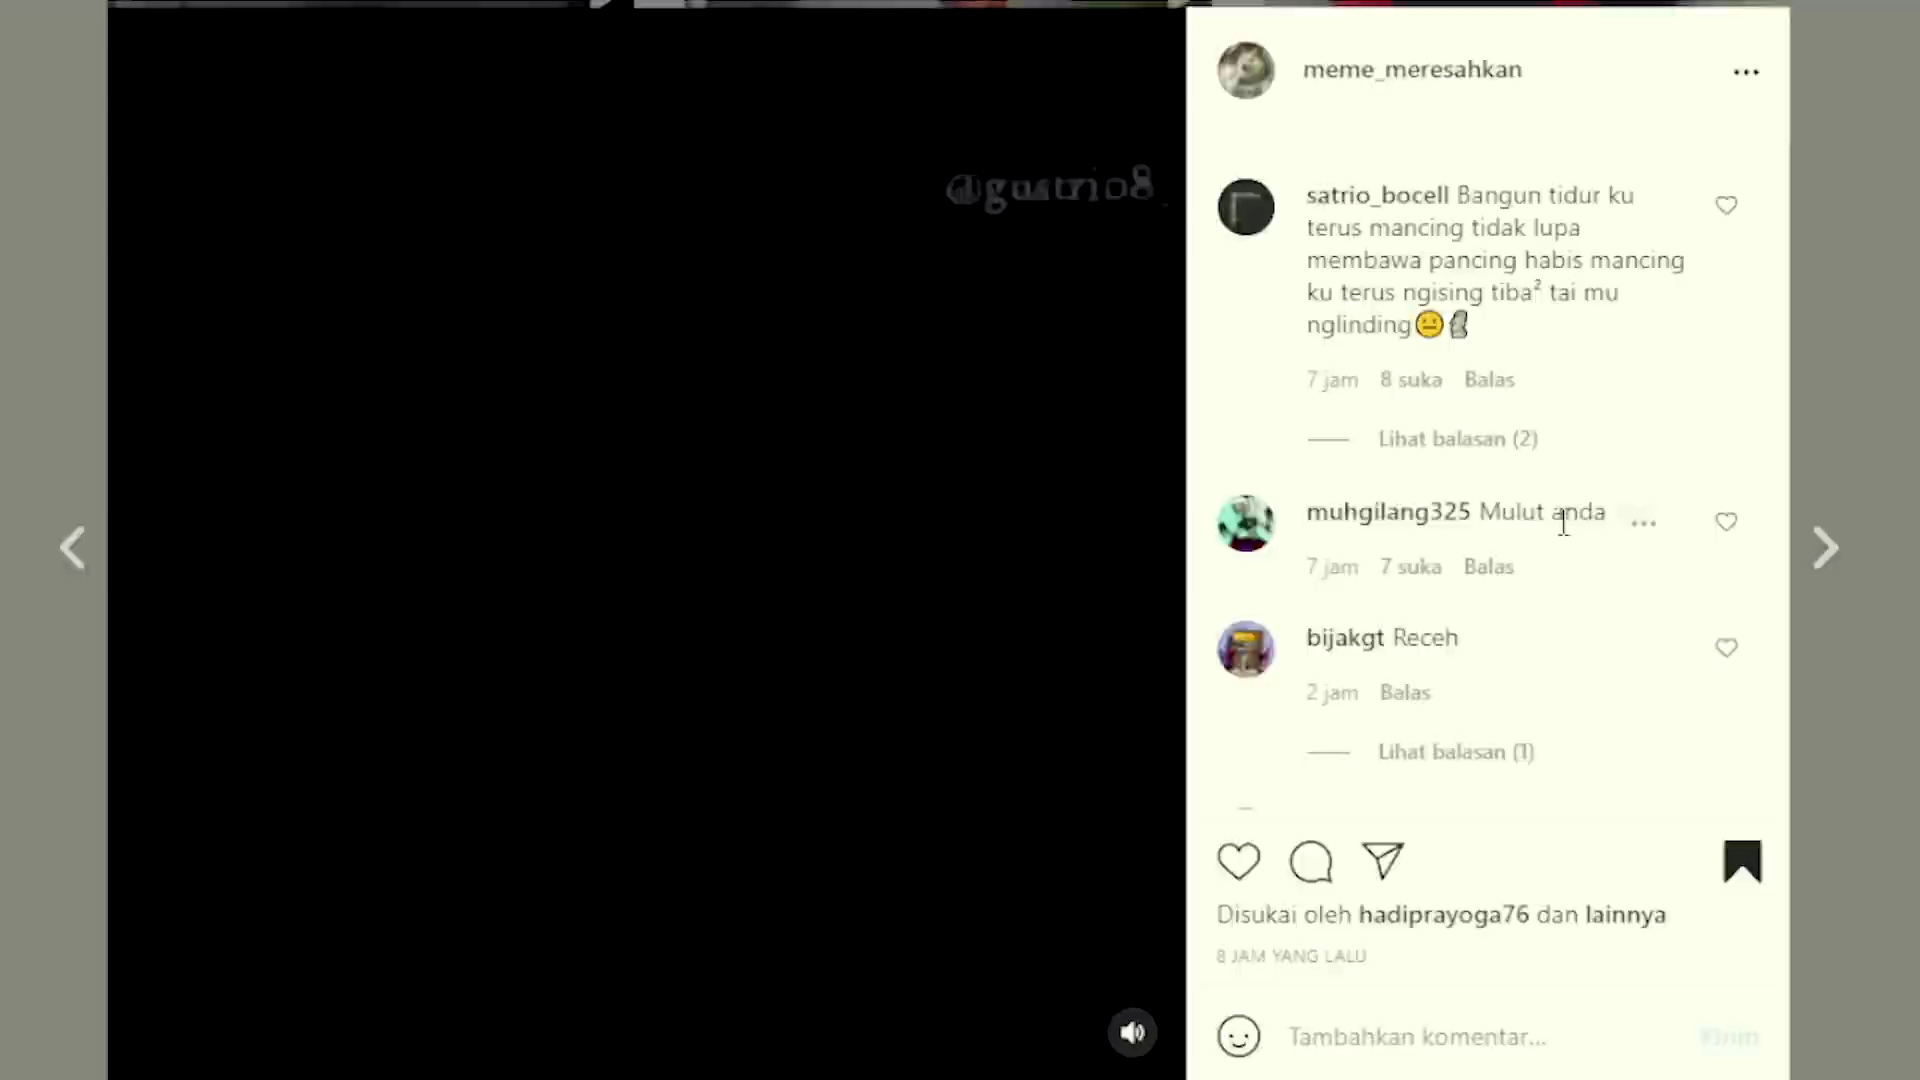 meme_meresahkan
@gustrio8_
satrio_bocell Bangun tidur ku
terus mancing tidak lupa
membawa pancing habis mancing
ku terus ngising tiba² tai mu
nglinding😐🗿
7 jam 8 suka Balas
Lihat balasan (2)
muhgilang325 Mulut anda
7 jam 7 suka Balas
bijakgt Receh
2 jam Balas
Lihat balasan (1)
Disukai oleh hadiprayoga76 dan lainnya
8 JAM YANG LALU
Tambahkan komentar...
Kirim